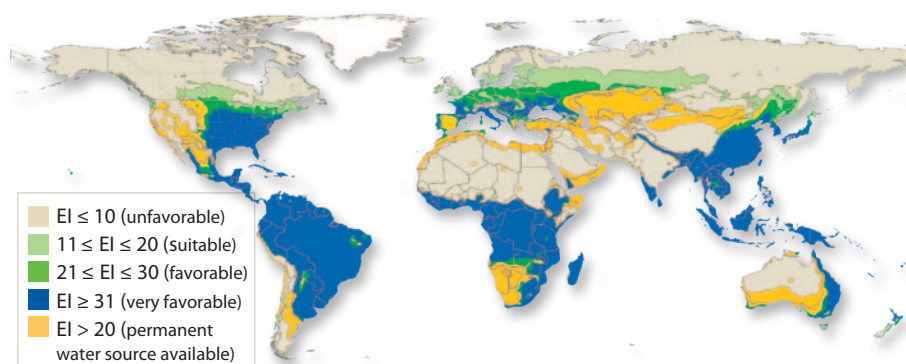 EI ≤ 10 (unfavorable)
11 ≤ EI ≤ 20 (suitable)
21 ≤ EI ≤ 30 (favorable)
EI ≥ 31 (very favorable)
EI > 20 (permanent
water source available)